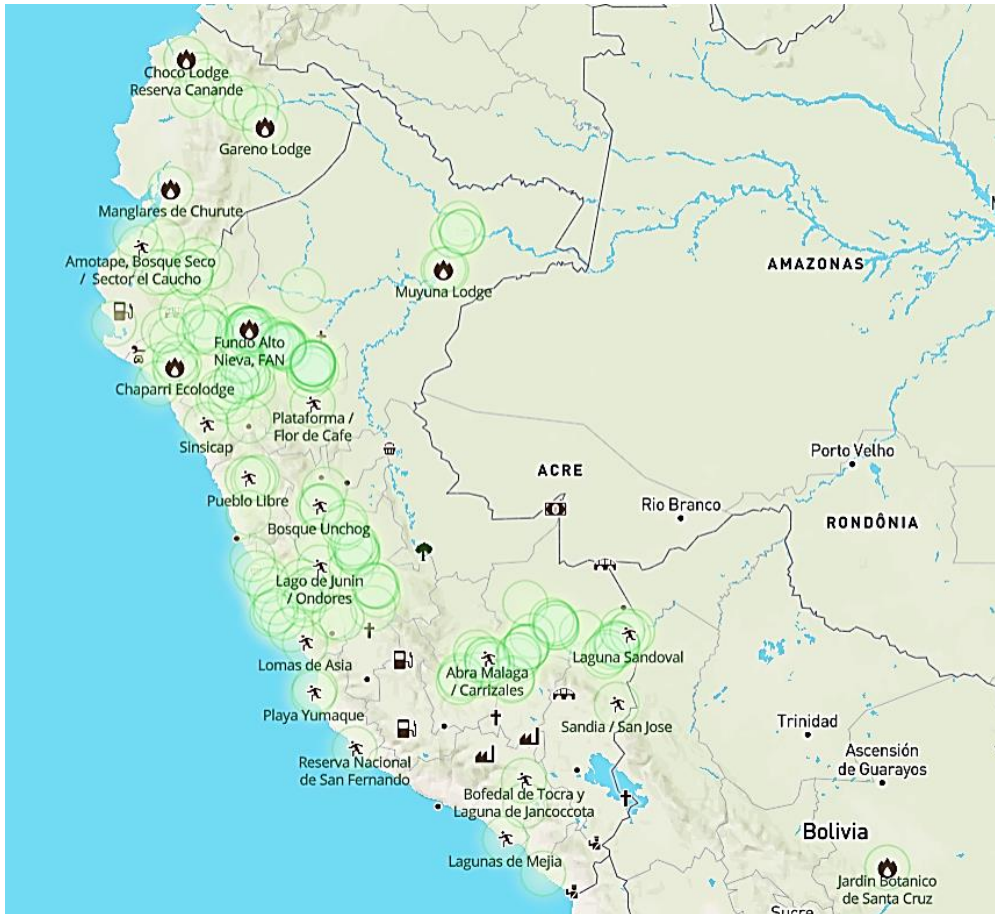 Choco Lodge
Reserva Canande
Gareno Lodge
Manglares de Churute
Amotape, Bosque Seco
/ Sector el Caucho
Muyuna Lodge
AMAZONAS
Fundo Alto
Nieva, FAN
Chaparri Ecolodge
Plataforma /
Flor de Cafe
Sinsicap
Porto Velho
ACRE
Pueblo Libre
Rio Branco
Bosque Unchog
RONDÔNIA
Lago de Junin
/ Ondores
Lomas de Asia
Laguna Sandoval
Abra Malaga
/ Carrizales
Playa Yumaque
Sandia / San Jose
Trinidad
Reserva Nacional
de San Fernando
Ascensión
de Guarayos
Bofedal de Tocra y
Laguna de Jancoccota
Bolivia
Lagunas de Mejia
Jardin Botanico
de Santa Cruz
Sucre